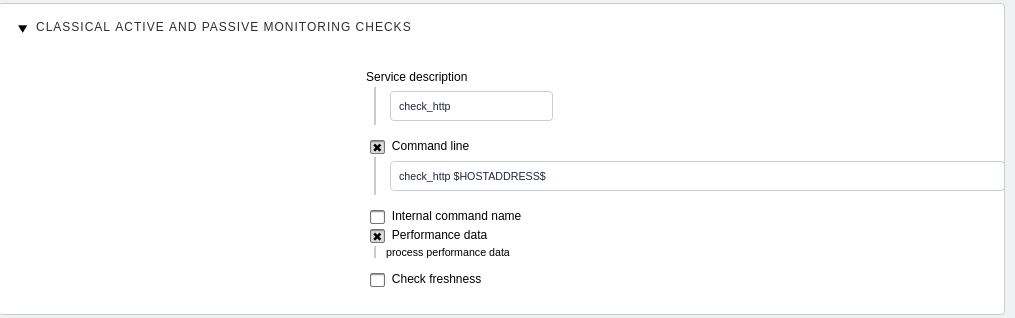 CLASSICAL ACTIVE AND PASSIVE MONITORING CHECKS
Service description
check_http
Command line
check_http $HOSTADDRESS$
Internal command name
Performance data
process performance data
Check freshness